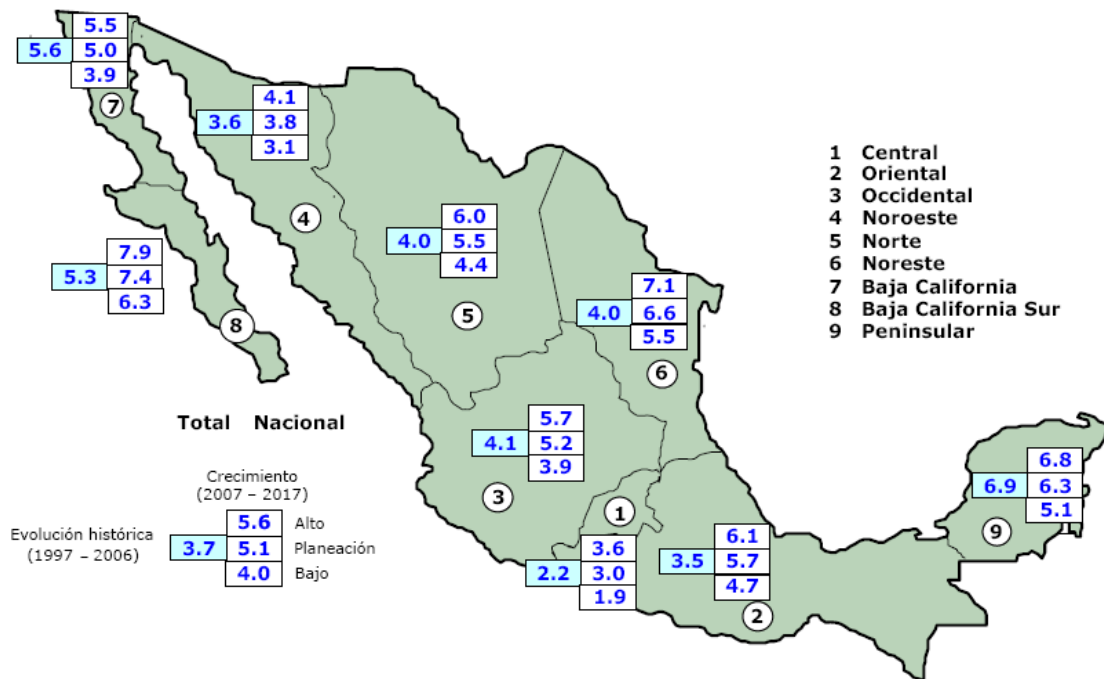 5.5
5.6 5.0
3.9
7
4.1
3.6 3.8
3.1
4
6.0
4.0 5.5
4.4
5
7.1
4.0 6.6
5.5
6
7.9
5.3 7.4
6.3
8
1 Central
2 Oriental
3 Occidental
4 Noroeste
5 Norte
6 Noreste
7 Baja California
8 Baja California Sur
9 Peninsular
5.7
4.1 5.2
3.9
3
1
3.6
2.2 3.0
1.9
6.1
3.5 5.7
4.7
2
6.8
6.9 6.3
5.1
9
Total Nacional
Crecimiento
(2007 – 2017)
Evolución histórica
(1997 – 2006)
5.6 Alto
3.7 5.1 Planeación
4.0 Bajo